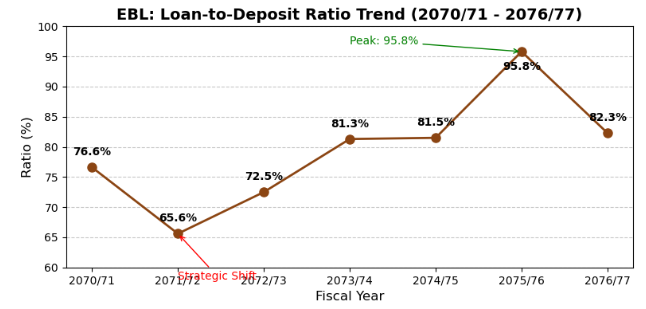 EBL: Loan-to-Deposit Ratio Trend (2070/71 - 2076/77)
100
95
90
85
80
75
70
65
60
Ratio (%)
Peak: 95.8%
76.6%
65.6%
72.5%
81.3%
81.5%
95.8%
82.3%
Strategic Shift
2070/71 2071/72 2072/73 2073/74 2074/75 2075/76 2076/77
Fiscal Year